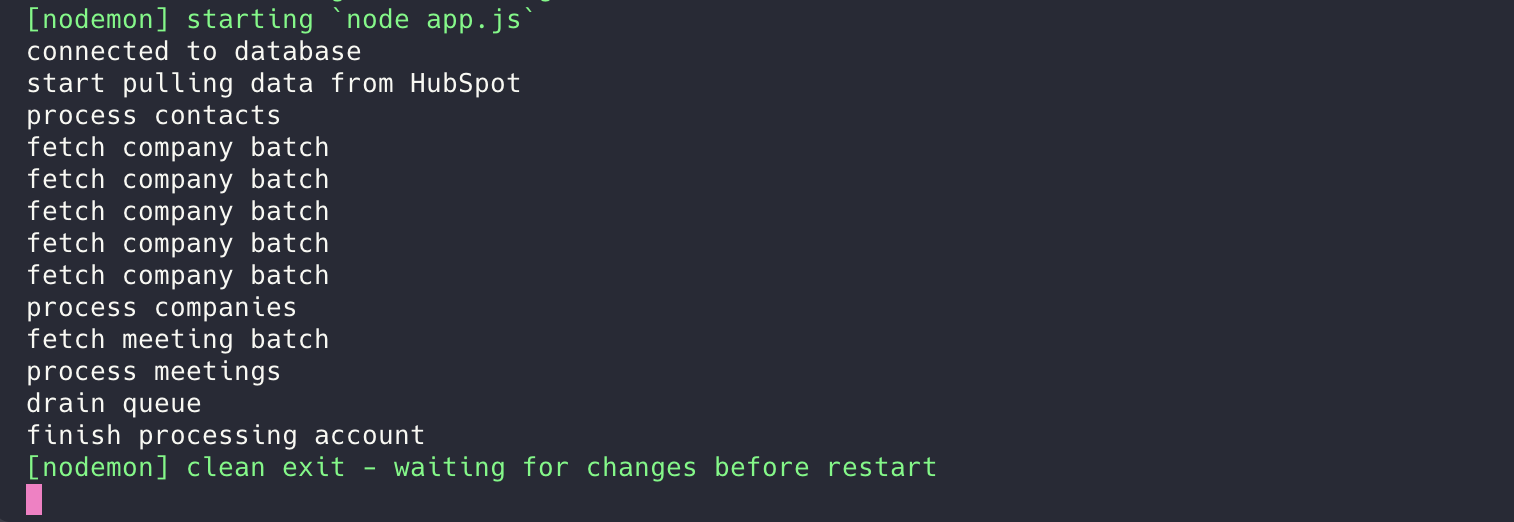 [nodemon] starting `node app.js`
connected to database
start pulling data from HubSpot
process contacts
fetch company batch
fetch company batch
fetch company batch
fetch company batch
fetch company batch
process companies
fetch meeting batch
process meetings
drain queue
finish processing account
[nodemon] clean exit - waiting for changes before restart